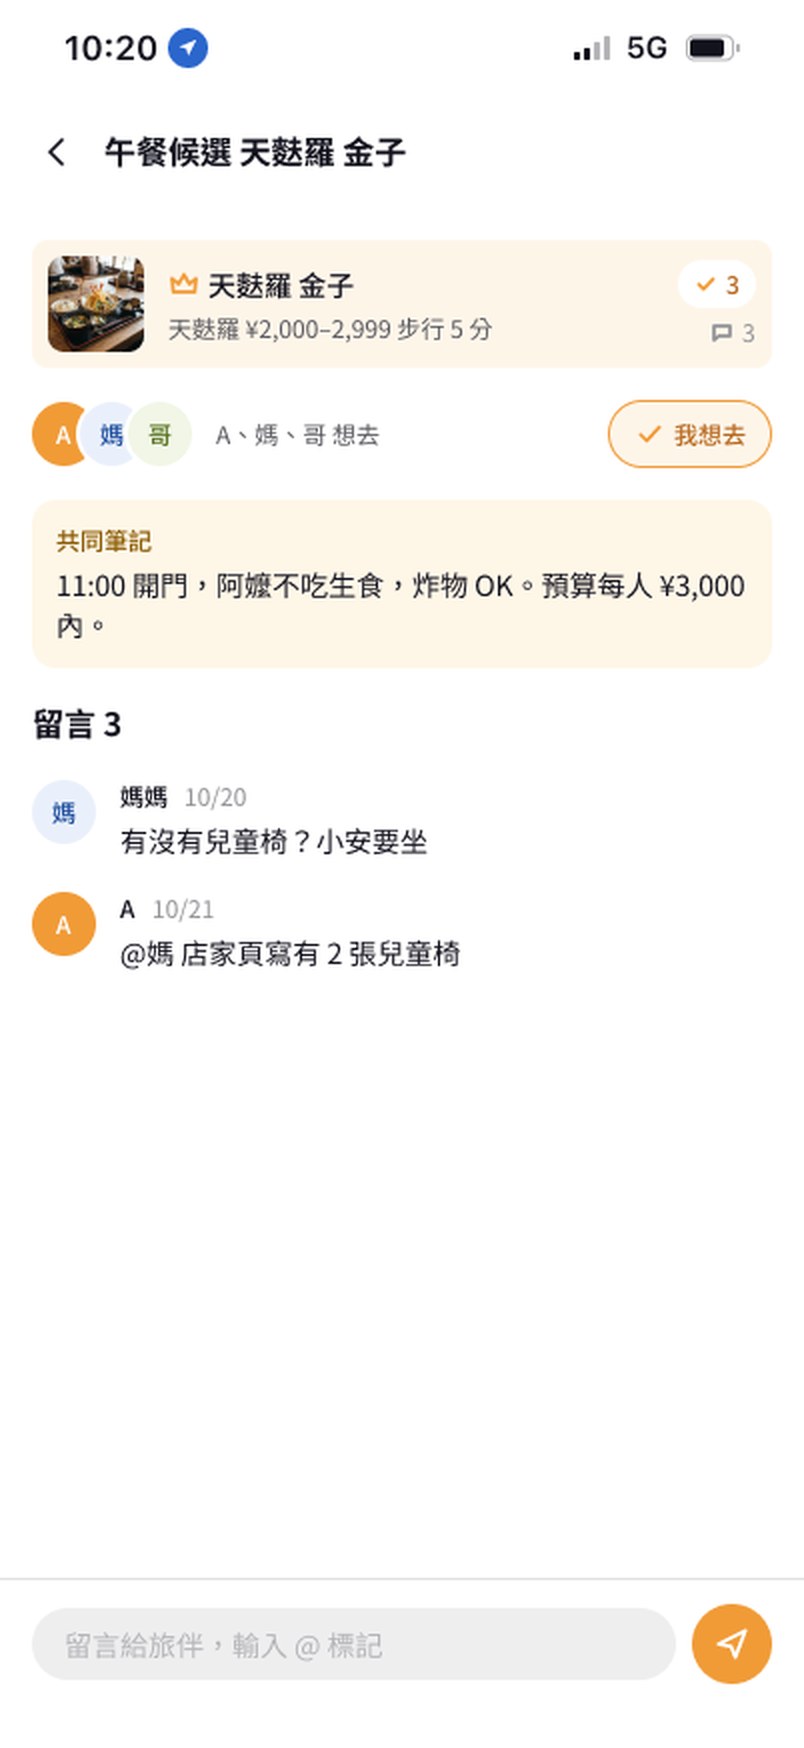 10:20
5G
午餐候選 天麩羅 金子
天麩羅 金子
3
天麩羅 ¥2,000–2,999 步行 5 分
3
A
媽
哥
A、媽、哥 想去
我想去
共同筆記
11:00 開門，阿嬤不吃生食，炸物 OK。預算每人 ¥3,000
內。
留言 3
媽
媽媽 10/20
有沒有兒童椅？小安要坐
A
A 10/21
@媽 店家頁寫有 2 張兒童椅
留言給旅伴，輸入 @ 標記